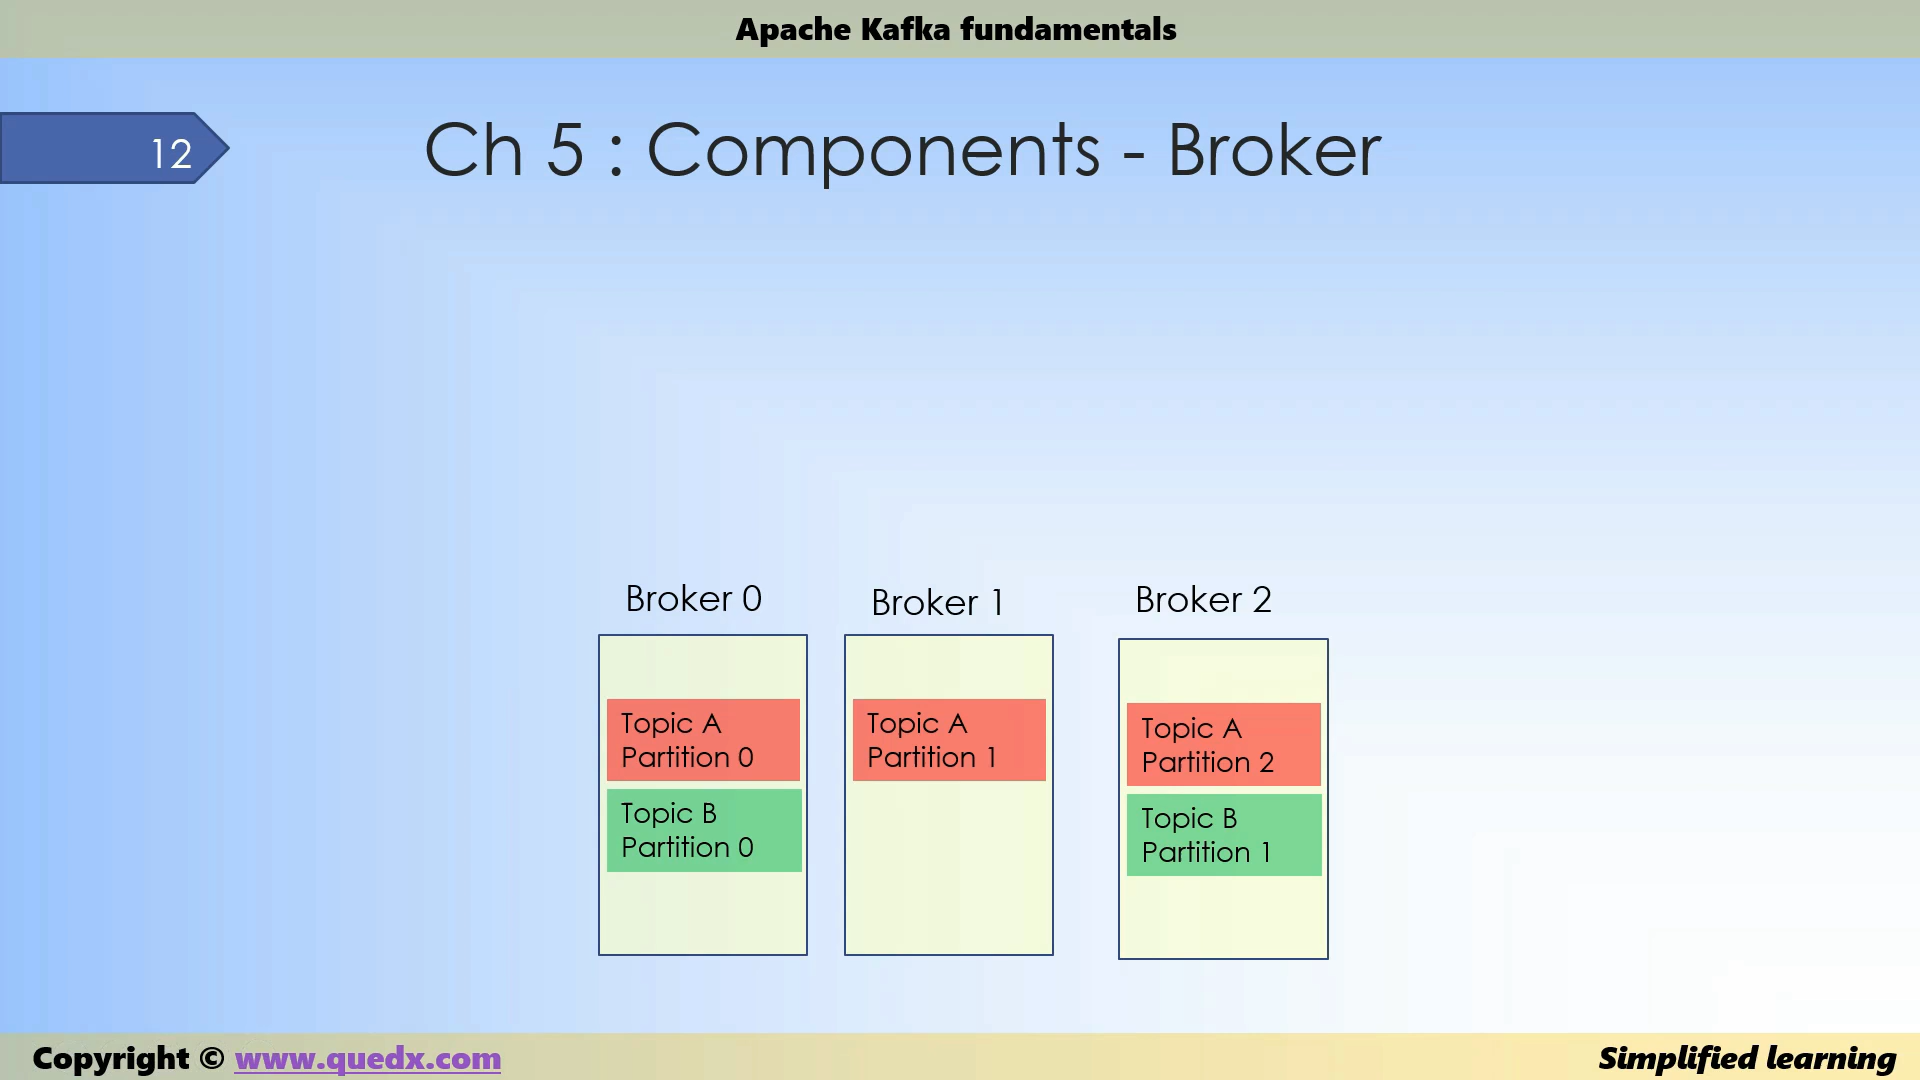 Apache Kafka fundamentals
12
Ch 5 : Components - Broker
Broker 0
Broker 1
Broker 2
Topic A
Partition 0
Topic B
Partition 0
Topic A
Partition 1
Topic A
Partition 2
Topic B
Partition 1
Copyright © www.quedx.com
Simplified learning